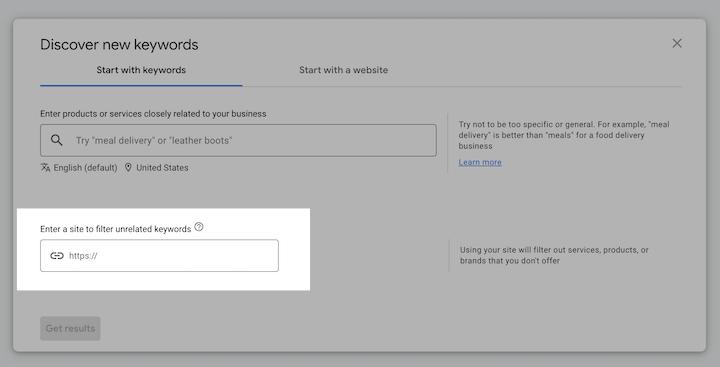 Discover new keywords
Start with keywords
Start with a website
Enter products or services closely related to your business
Try "meal delivery" or "leather boots"
English (default)
United States
Try not to be too specific or general. For example, "meal
delivery" is better than "meals" for a food delivery
business
Learn more
Enter a site to filter unrelated keywords
https://
Using your site will filter out services, products, or
brands that you don't offer
Get results